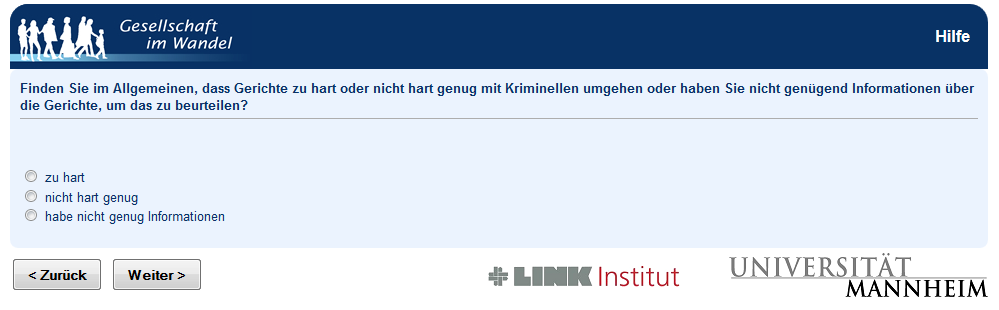 Gesellschaft
im Wandel
Hilfe
Finden Sie im Allgemeinen, dass Gerichte zu hart oder nicht hart genug mit Kriminellen umgehen oder haben Sie nicht genügend Informationen über
die Gerichte, um das zu beurteilen?
zu hart
nicht hart genug
habe nicht genug Informationen
< Zurück
Weiter >
LINK Institut
UNIVERSITÄT
MANNHEIM